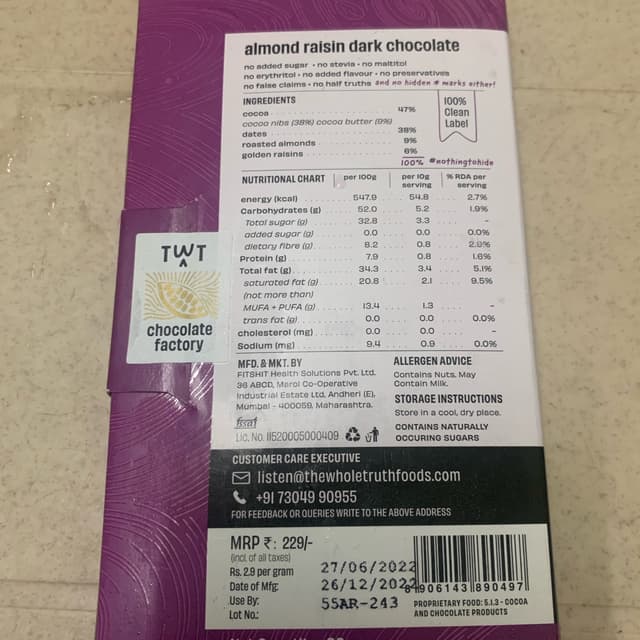 almond raisin dark chocolate
no added sugar • no stevia • no maltitol
no erythritol • no added flavour • no preservatives
no false claims • no half truths and no hidden * marks either!
INGREDIENTS
cocoa 47%
cocoa nibs (38%) cocoa butter (9%)
dates 38%
roasted almonds 9%
golden raisins 6%
100% #nothingtohide
100%
Clean
Label
NUTRITIONAL CHART per 100g per 10g serving % RDA per serving
energy (kcal) 547.9 54.8 2.7%
Carbohydrates (g) 52.0 5.2 1.9%
Total sugar (g) 32.8 3.3 -
added sugar (g) 0.0 0.0 0.0%
dietary fibre (g) 8.2 0.8 2.0%
Protein (g) 7.9 0.8 1.6%
Total fat (g) 34.3 3.4 5.1%
saturated fat (g) 20.8 2.1 9.5%
(not more than)
MUFA + PUFA (g) 13.4 1.3 -
trans fat (g) 0.0 0.0 0.0%
cholesterol (mg) 0.0 0.0 -
Sodium (mg) 9.4 0.9 0.0%
TWT
chocolate
factory
MFD. & MKT. BY
FITSHIT Health Solutions Pvt. Ltd.
36 ABCD, Marol Co-Operative
Industrial Estate Ltd, Andheri (E),
Mumbai - 400059, Maharashtra.
fssai
Lic. No. 11520005000409
ALLERGEN ADVICE
Contains Nuts. May
Contain Milk.
STORAGE INSTRUCTIONS
Store in a cool, dry place.
CONTAINS NATURALLY
OCCURING SUGARS
CUSTOMER CARE EXECUTIVE
listen@thewholetruthfoods.com
+91 73049 90955
FOR FEEDBACK OR QUERIES WRITE TO THE ABOVE ADDRESS
MRP ₹: 229/-
(incl. of all taxes)
Rs. 2.9 per gram
Date of Mfg: 27/06/2022
Use By: 26/12/2022
Lot No.: 55AR-243
8 906143 890497
PROPRIETARY FOOD: 5.1.3 - COCOA
AND CHOCOLATE PRODUCTS